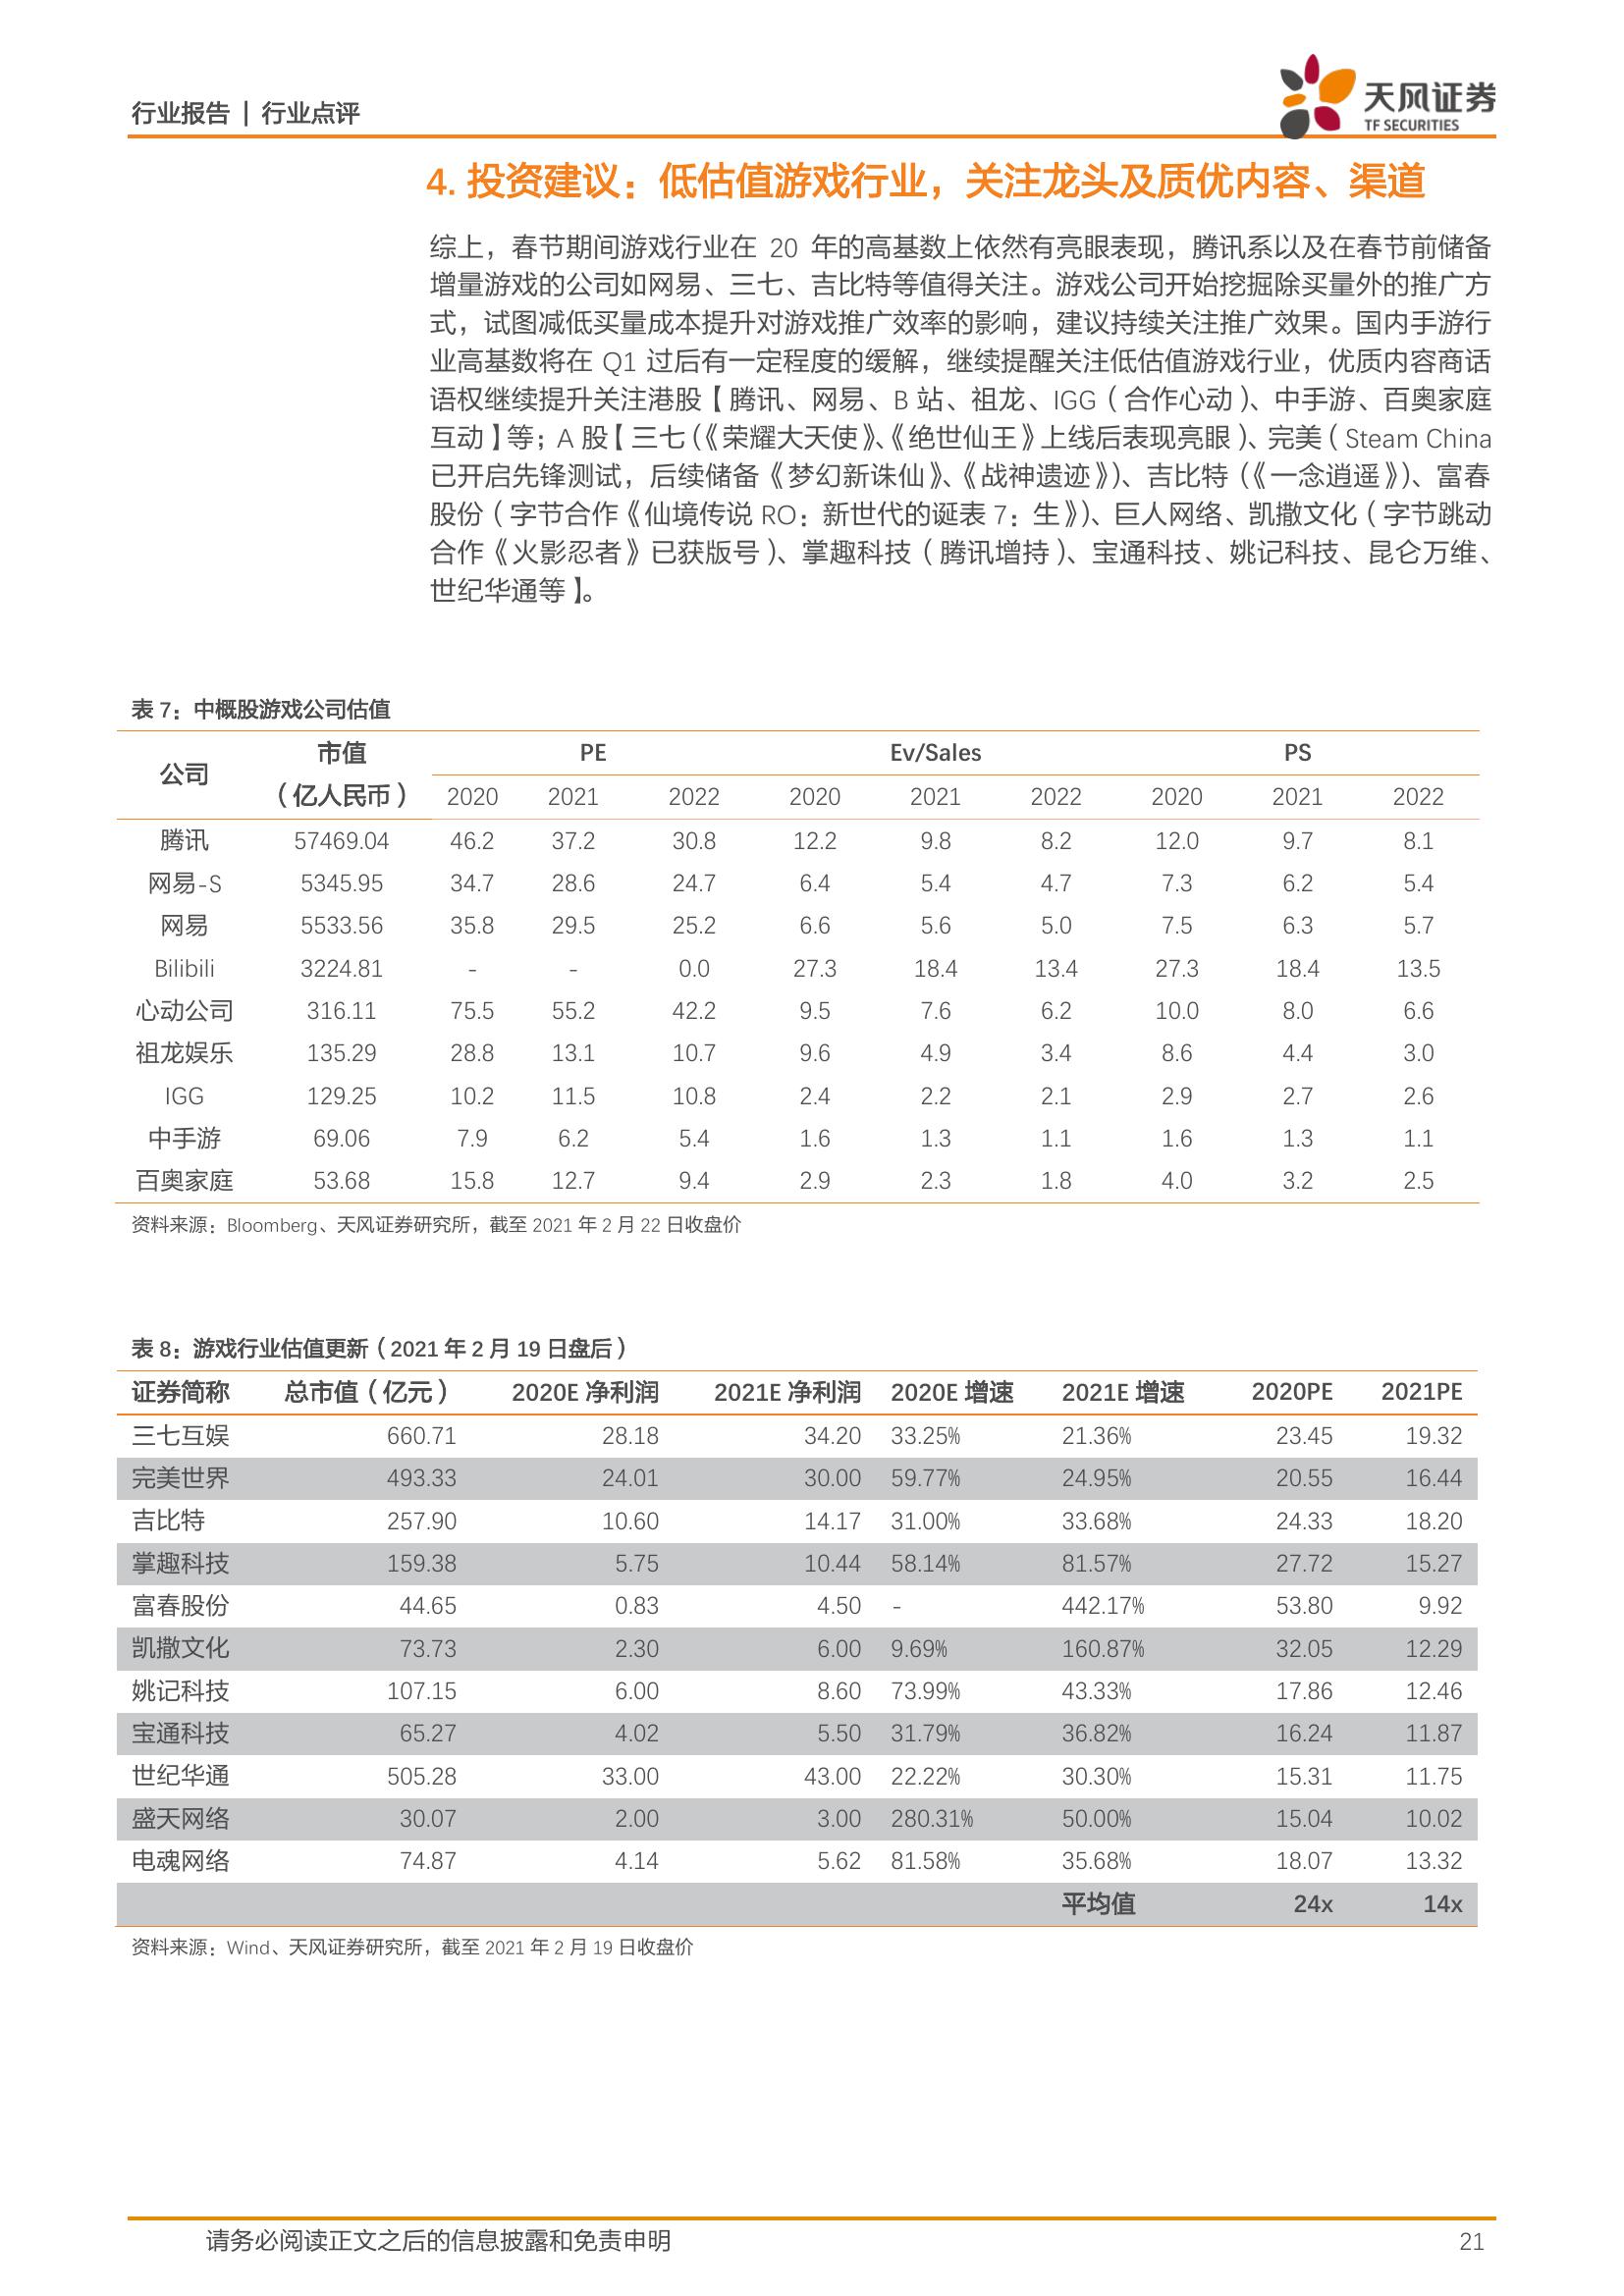 行业报告 | 行业点评
天风证券
TF SECURITIES
4. 投资建议：低估值游戏行业，关注龙头及质优内容、渠道
综上，春节期间游戏行业在 20 年的高基数上依然有亮眼表现，腾讯系以及在春节前储备
增量游戏的公司如网易、三七、吉比特等值得关注。游戏公司开始挖掘除买量外的推广方
式，试图减低买量成本提升对游戏推广效率的影响，建议持续关注推广效果。国内手游行
业高基数将在 Q1 过后有一定程度的缓解，继续提醒关注低估值游戏行业，优质内容商话
语权继续提升关注港股【腾讯、网易、B 站、祖龙、IGG（合作心动）、中手游、百奥家庭
互动】等；A 股【三七（《荣耀大天使》、《绝世仙王》上线后表现亮眼）、完美（Steam China
已开启先锋测试，后续储备《梦幻新诛仙》、《战神遗迹》）、吉比特（《一念逍遥》）、富春
股份（字节合作《仙境传说 RO：新世代的诞表 7：生》）、巨人网络、凯撒文化（字节跳动
合作《火影忍者》已获版号）、掌趣科技（腾讯增持）、宝通科技、姚记科技、昆仑万维、
世纪华通等】。
表 7：中概股游戏公司估值
公司 市值（亿人民币） PE Ev/Sales PS
2020 2021 2022 2020 2021 2022 2020 2021 2022
腾讯 57469.04 46.2 37.2 30.8 12.2 9.8 8.2 12.0 9.7 8.1
网易-S 5345.95 34.7 28.6 24.7 6.4 5.4 4.7 7.3 6.2 5.4
网易 5533.56 35.8 29.5 25.2 6.6 5.6 5.0 7.5 6.3 5.7
Bilibili 3224.81 - - 0.0 27.3 18.4 13.4 27.3 18.4 13.5
心动公司 316.11 75.5 55.2 42.2 9.5 7.6 6.2 10.0 8.0 6.6
祖龙娱乐 135.29 28.8 13.1 10.7 9.6 4.9 3.4 8.6 4.4 3.0
IGG 129.25 10.2 11.5 10.8 2.4 2.2 2.1 2.9 2.7 2.6
中手游 69.06 7.9 6.2 5.4 1.6 1.3 1.1 1.6 1.3 1.1
百奥家庭 53.68 15.8 12.7 9.4 2.9 2.3 1.8 4.0 3.2 2.5
资料来源：Bloomberg、天风证券研究所，截至 2021 年 2 月 22 日收盘价
表 8：游戏行业估值更新（2021 年 2 月 19 日盘后）
证券简称 总市值（亿元） 2020E 净利润 2021E 净利润 2020E 增速 2021E 增速 2020PE 2021PE
三七互娱 660.71 28.18 34.20 33.25% 21.36% 23.45 19.32
完美世界 493.33 24.01 30.00 59.77% 24.95% 20.55 16.44
吉比特 257.90 10.60 14.17 31.00% 33.68% 24.33 18.20
掌趣科技 159.38 5.75 10.44 58.14% 81.57% 27.72 15.27
富春股份 44.65 0.83 4.50 - 442.17% 53.80 9.92
凯撒文化 73.73 2.30 6.00 9.69% 160.87% 32.05 12.29
姚记科技 107.15 6.00 8.60 73.99% 43.33% 17.86 12.46
宝通科技 65.27 4.02 5.50 31.79% 36.82% 16.24 11.87
世纪华通 505.28 33.00 43.00 22.22% 30.30% 15.31 11.75
盛天网络 30.07 2.00 3.00 280.31% 50.00% 15.04 10.02
电魂网络 74.87 4.14 5.62 81.58% 35.68% 18.07 13.32
平均值 24x 14x
资料来源：Wind、天风证券研究所，截至 2021 年 2 月 19 日收盘价
请务必阅读正文之后的信息披露和免责申明 21